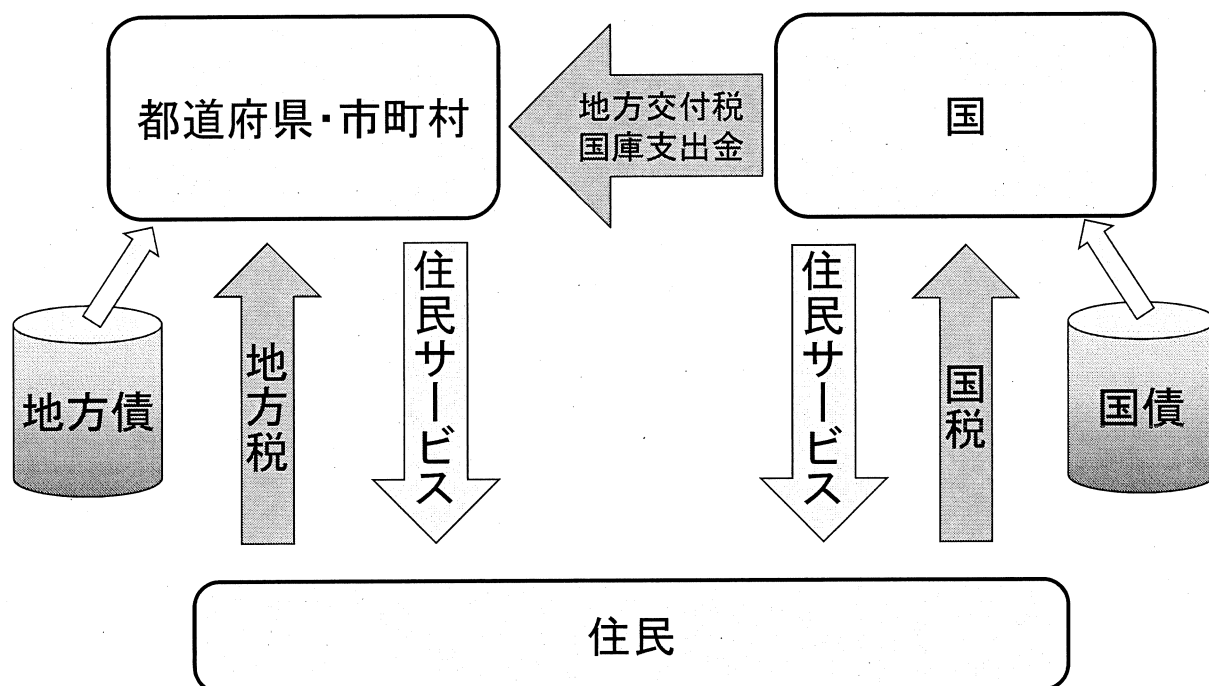 都道府県・市町村
地方交付税
国庫支出金
国
地方債
地方税
住民サービス
住民サービス
国税
国債
住民